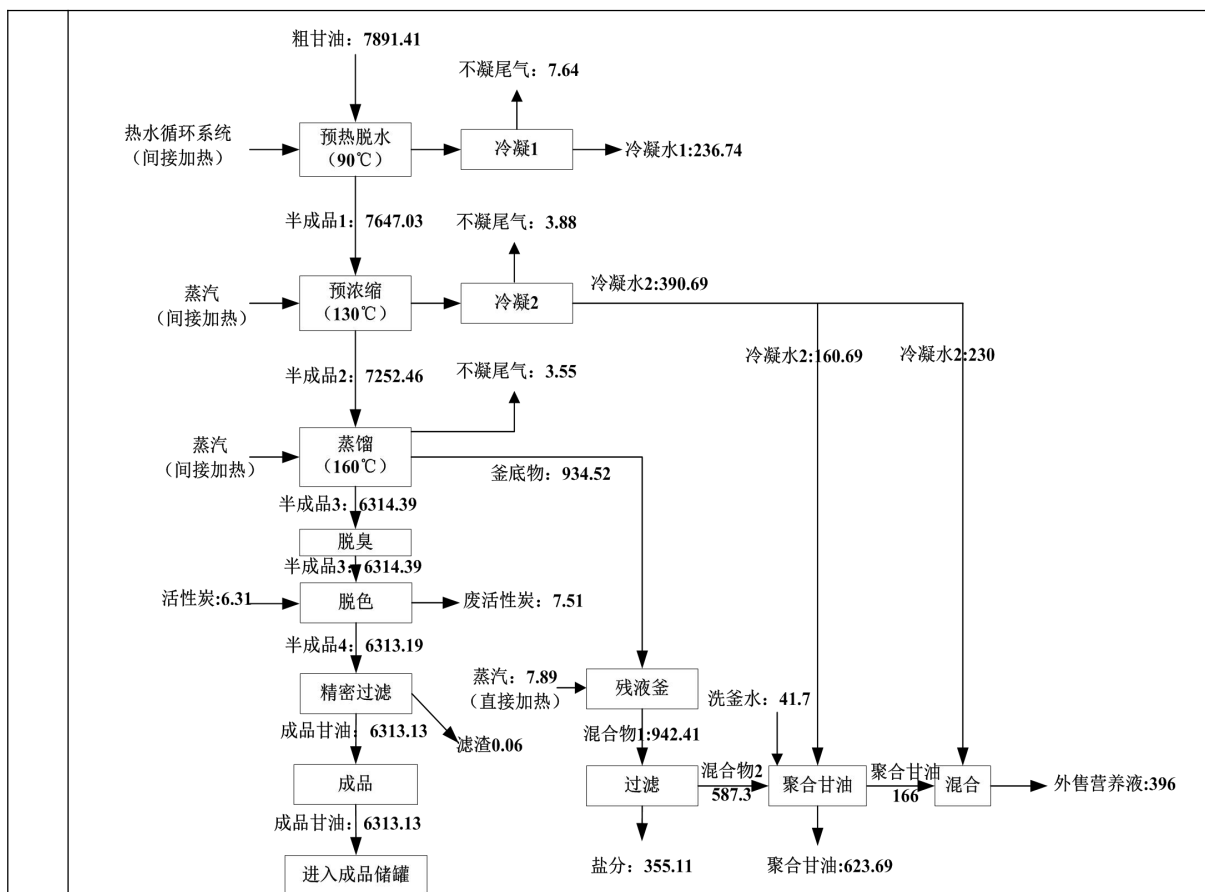 粗甘油：7891.41
不凝尾气：7.64
热水循环系统
（间接加热）
预热脱水
（90℃）
冷凝1
冷凝水1:236.74
半成品1：7647.03
不凝尾气：3.88
蒸汽
（间接加热）
预浓缩
（130℃）
冷凝2
冷凝水2:390.69
冷凝水2:160.69
冷凝水2:230
半成品2：7252.46
不凝尾气：3.55
蒸汽
（间接加热）
蒸馏
（160℃）
釜底物：934.52
半成品3：6314.39
脱臭
半成品3：6314.39
活性炭:6.31
脱色
废活性炭：7.51
半成品4：6313.19
精密过滤
蒸汽：7.89
（直接加热）
残液釜
洗釜水：41.7
成品甘油：6313.13
滤渣0.06
混合物1:942.41
成品
过滤
混合物2
587.3
聚合甘油
聚合甘油
166
混合
外售营养液:396
成品甘油:6313.13
进入成品储罐
盐分：355.11
聚合甘油:623.69